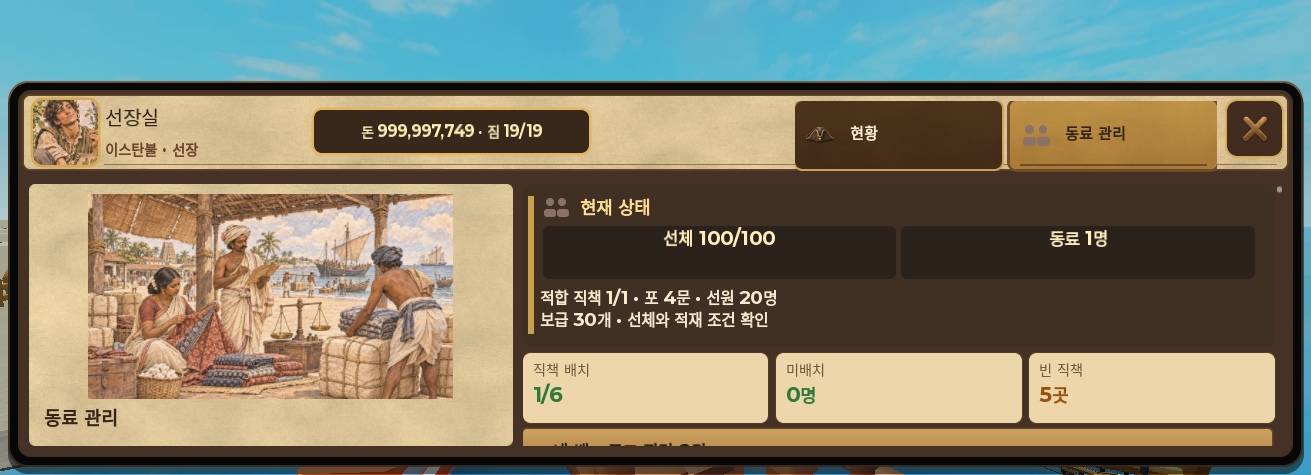 선장실
이스탄불 · 선장
돈 999,997,749 · 짐 19/19
현황
동료 관리
동료 관리
현재 상태
선체 100/100
동료 1명
적합 직책 1/1 · 포 4문 · 선원 20명
보급 30개 · 선체와 적재 조건 확인
직책 배치
1/6
미배치
0명
빈 직책
5곳